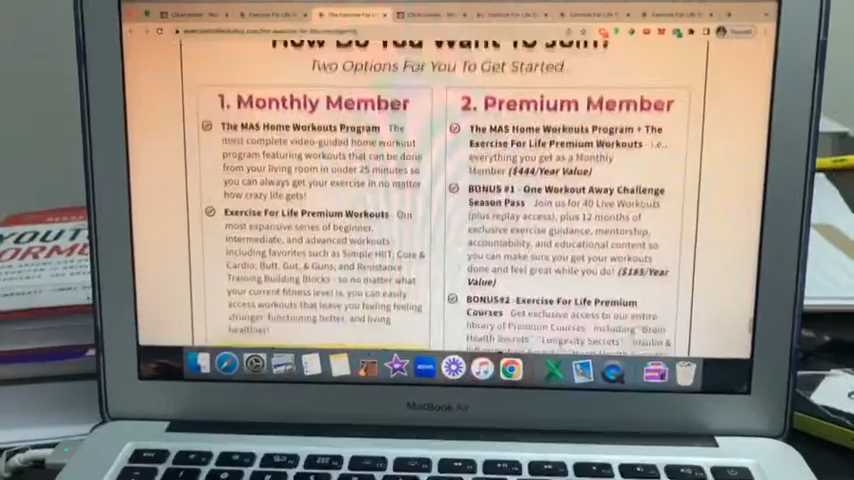 How Do You Want To Join?
Two Options For You To Get Started
1. Monthly Member
The MAS Home Workouts Program The
most complete video-guided home workout
program featuring workouts that can be done
from your living room in under 25 minutes so
you can always get your exercise in no matter
how crazy life gets!
Exercise For Life Premium Workouts Our
most expansive series of beginner,
intermediate, and advanced workouts
including favorites such as Simple HIIT, Core &
Cardio, Butt, Gut, & Guns, and Resistance
Training Building Blocks - so no matter what
your current fitness level is, you can easily
access workouts that leave you feeling feeling
stronger, functioning better, and living
healthier!
2. Premium Member
The MAS Home Workouts Program + The
Exercise For Life Premium Workouts - i.e..
everything you get as a Monthly
Member ($444/Year Value)
BONUS #1 - One Workout Away Challenge
Season Pass Join us for 40 Live Workouts
(plus replay access), plus 12 months of
exclusive exercise guidance, mentorship,
accountability, and educational content so
you can make sure you get your workouts
done and feel great while you do! ($185/Year
Value)
BONUS#2 - Exercise For Life Premium
Courses Get exclusive access to our entire
library of Premium Courses including "Brain
"Longevity Secrets"
MacBook Air